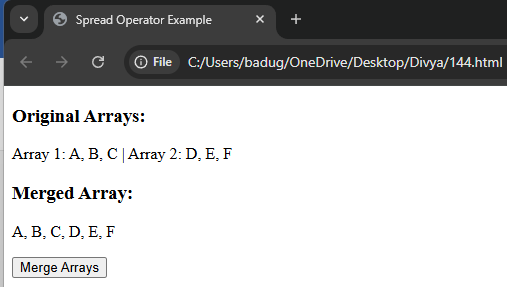 Spread Operator Example
File C:/Users/badug/OneDrive/Desktop/Divya/144.html
Original Arrays:
Array 1: A, B, C | Array 2: D, E, F
Merged Array:
A, B, C, D, E, F
Merge Arrays